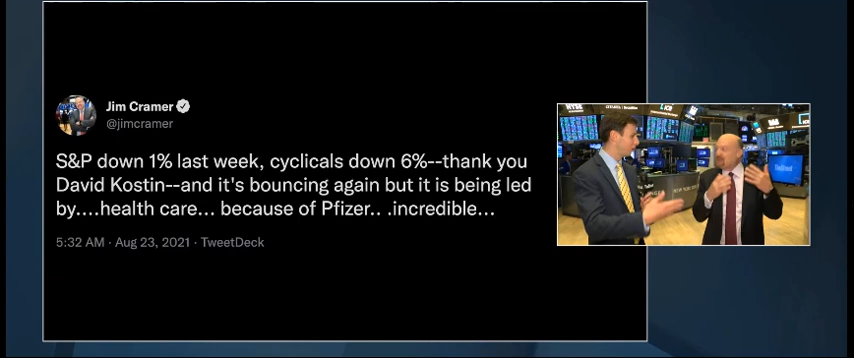 Jim Cramer
@jimcramer
S&P down 1% last week, cyclicals down 6%--thank you
David Kostin--and it's bouncing again but it is being led
by....health care... because of Pfizer.. .incredible...
5:32 AM · Aug 23, 2021 · TweetDeck
NYSE